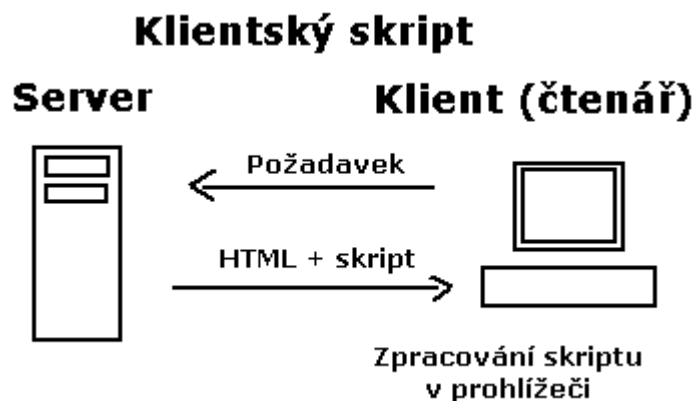 Klientský skript
Server
Klient (čtenář)
Požadavek
HTML + skript
Zpracování skriptu
v prohlížeči